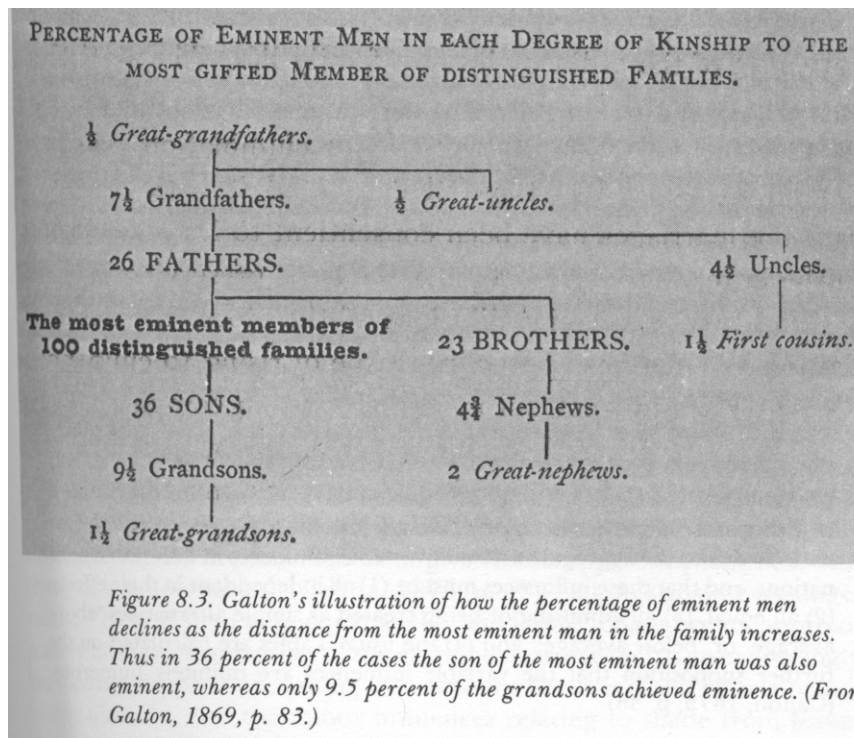 PERCENTAGE OF EMINENT MEN IN EACH DEGREE OF KINSHIP TO THE
MOST GIFTED MEMBER OF DISTINGUISHED FAMILIES.
½ Great-grandfathers.
7½ Grandfathers. ½ Great-uncles.
26 FATHERS. 4½ Uncles.
The most eminent members of
100 distinguished families. 23 BROTHERS. 1½ First cousins.
36 SONS. 4¾ Nephews.
9½ Grandsons. 2 Great-nephews.
1½ Great-grandsons.
Figure 8.3. Galton's illustration of how the percentage of eminent men
declines as the distance from the most eminent man in the family increases.
Thus in 36 percent of the cases the son of the most eminent man was also
eminent, whereas only 9.5 percent of the grandsons achieved eminence. (From
Galton, 1869, p. 83.)